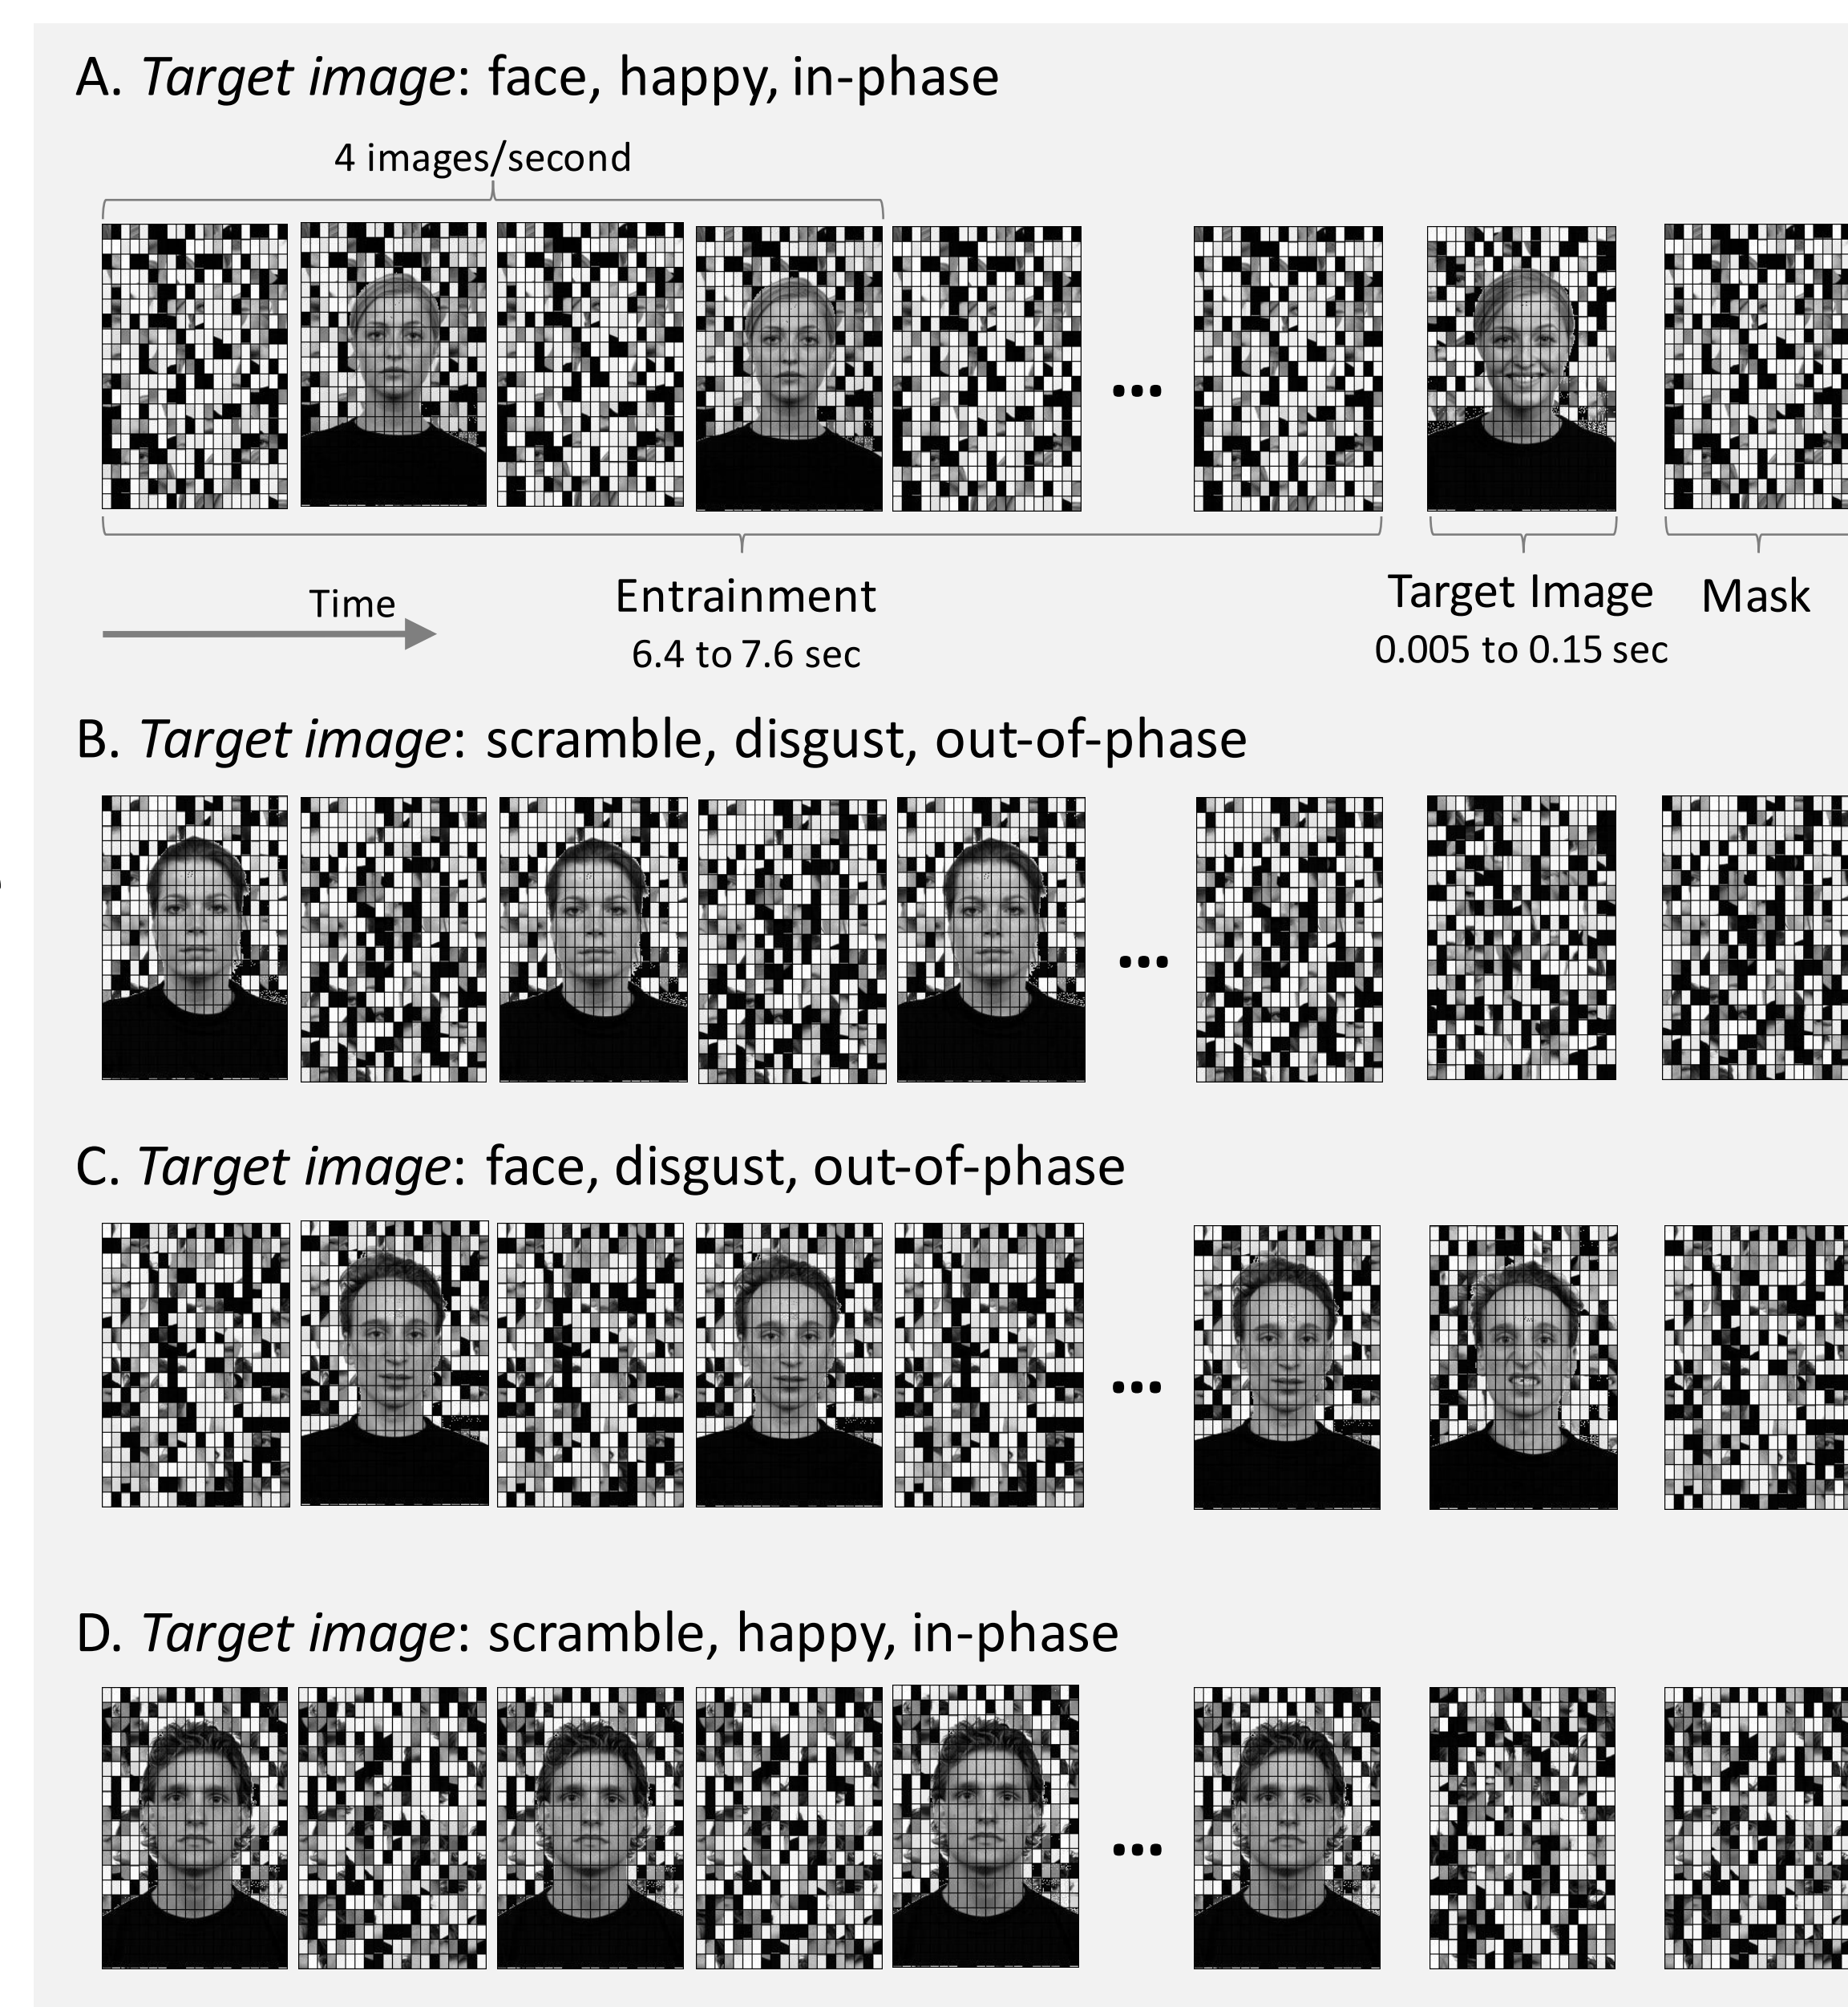 A. Target image: face, happy, in-phase
4 images/second
...
Time
Entrainment
6.4 to 7.6 sec
Target Image
0.005 to 0.15 sec
Mask
B. Target image: scramble, disgust, out-of-phase
...
C. Target image: face, disgust, out-of-phase
...
D. Target image: scramble, happy, in-phase
...